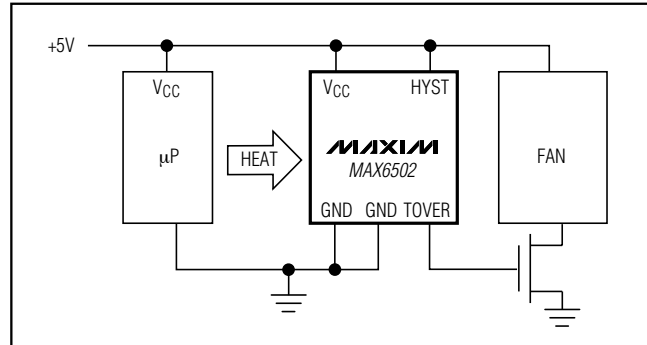 +5V
VCC
VCC
HYST
µP
HEAT
MAXIM
MAX6502
FAN
GND
GND
TOVER